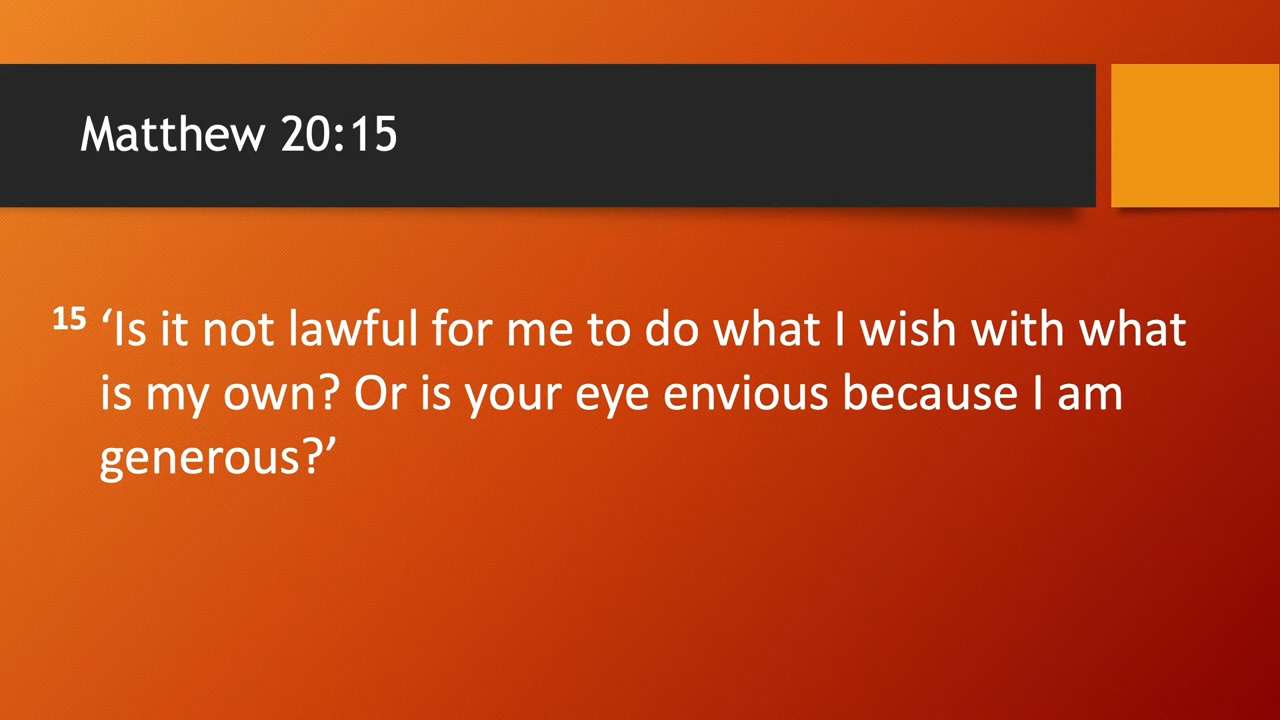 Matthew 20:15
15 ‘Is it not lawful for me to do what I wish with what
is my own? Or is your eye envious because I am
generous?’